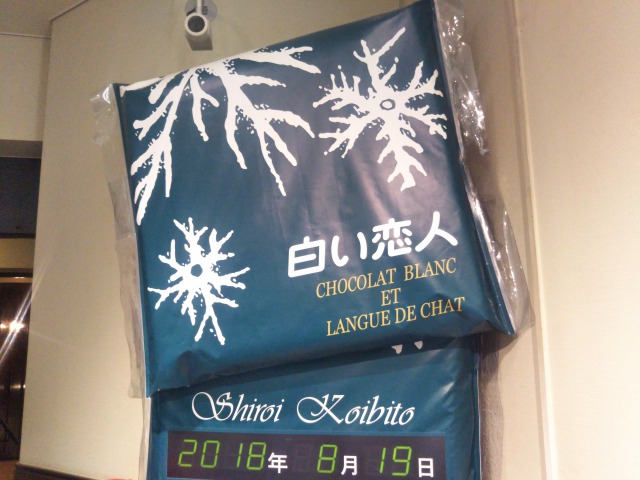 白い恋人
CHOCOLAT BLANC
ET
LANGUE DE CHAT
Shiroi Koibito
2018年 8月 19日